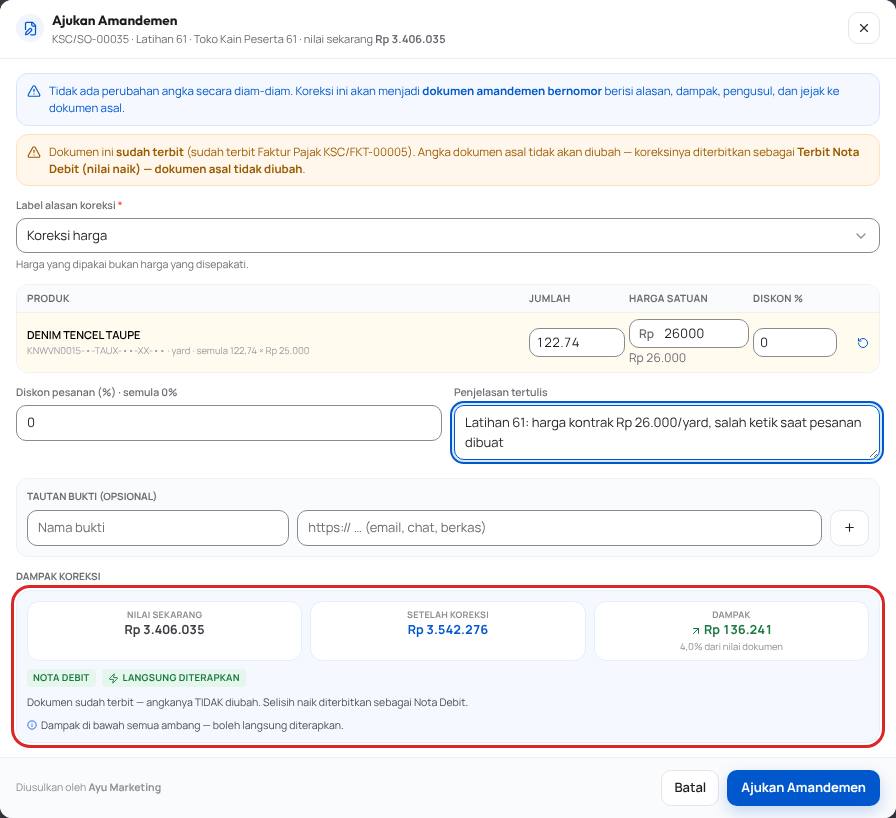 Ajukan Amandemen
KSC/SO-00035 · Latihan 61 · Toko Kain Peserta 61 · nilai sekarang Rp 3.406.035
Tidak ada perubahan angka secara diam-diam. Koreksi ini akan menjadi dokumen amandemen bernomor berisi alasan, dampak, pengusul, dan jejak ke
dokumen asal.
Dokumen ini sudah terbit (sudah terbit Faktur Pajak KSC/FKT-00005). Angka dokumen asal tidak akan diubah — koreksinya diterbitkan sebagai Terbit Nota
Debit (nilai naik) — dokumen asal tidak diubah.
Label alasan koreksi *
Koreksi harga
Harga yang dipakai bukan harga yang disepakati.
PRODUK JUMLAH HARGA SATUAN DISKON %
DENIM TENCEL TAUPE
KNWVN0015-••-TAUX-•••-XX-•• · yard · semula 122,74 × Rp 25.000
122.74 Rp 26000 0
Rp 26.000
Diskon pesanan (%) · semula 0% Penjelasan tertulis
0
Latihan 61: harga kontrak Rp 26.000/yard, salah ketik saat pesanan
dibuat
TAUTAN BUKTI (OPSIONAL)
Nama bukti https:// ... (email, chat, berkas) +
DAMPAK KOREKSI
NILAI SEKARANG SETELAH KOREKSI DAMPAK
Rp 3.406.035 Rp 3.542.276 Rp 136.241
4,0% dari nilai dokumen
NOTA DEBIT LANGSUNG DITERAPKAN
Dokumen sudah terbit — angkanya TIDAK diubah. Selisih naik diterbitkan sebagai Nota Debit.
Dampak di bawah semua ambang — boleh langsung diterapkan.
Diusulkan oleh Ayu Marketing Batal Ajukan Amandemen